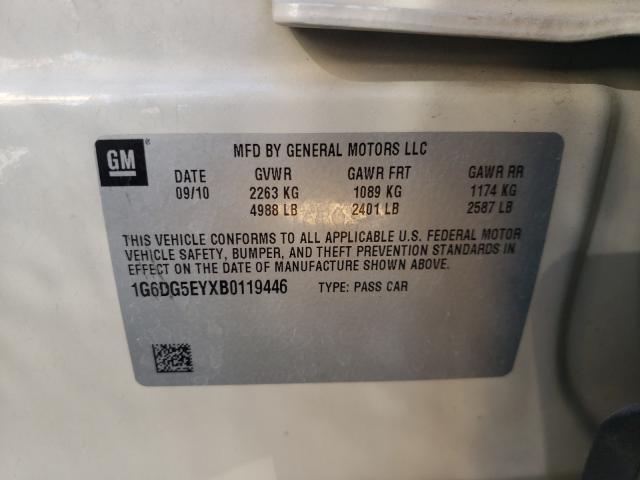 GM ®
MFD BY GENERAL MOTORS LLC
DATE GVWR GAWR FRT GAWR RR
09/10 2263 KG 1089 KG 1174 KG
4988 LB 2401 LB 2587 LB
THIS VEHICLE CONFORMS TO ALL APPLICABLE U.S. FEDERAL MOTOR
VEHICLE SAFETY, BUMPER, AND THEFT PREVENTION STANDARDS IN
EFFECT ON THE DATE OF MANUFACTURE SHOWN ABOVE.
1G6DG5EYXB0119446 TYPE: PASS CAR